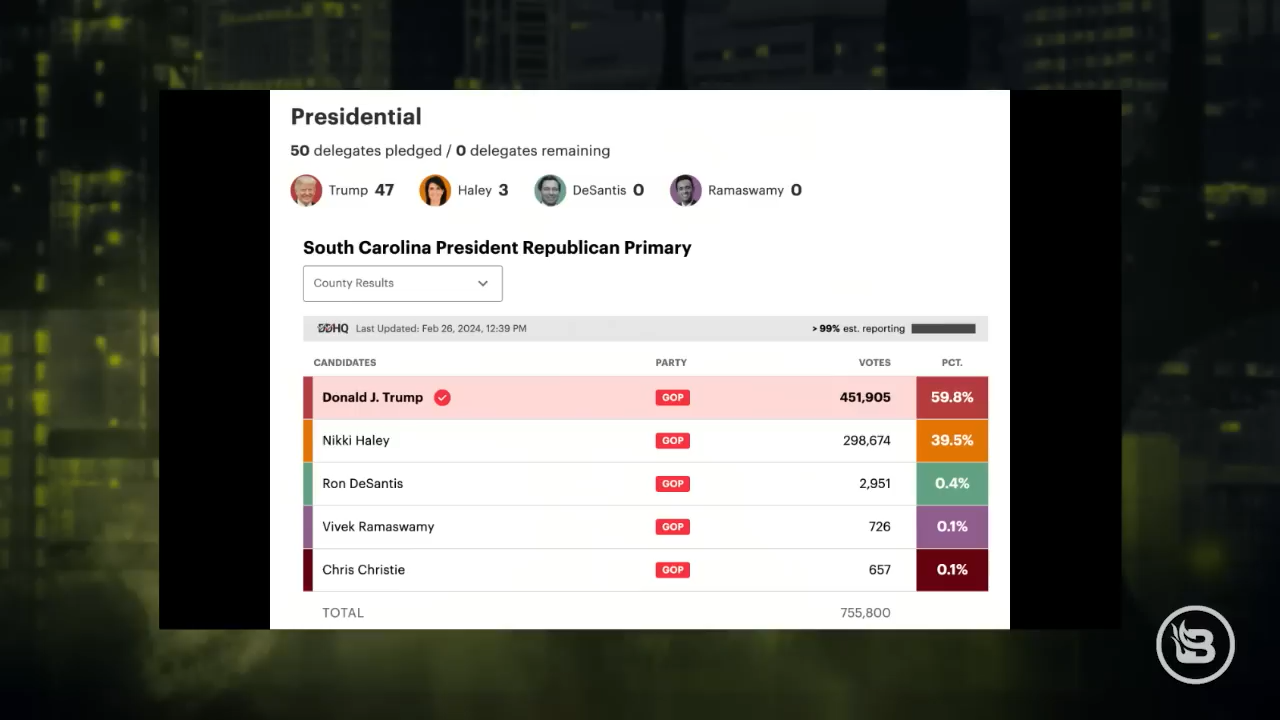 Presidential
50 delegates pledged / 0 delegates remaining
Trump 47 Haley 3 DeSantis 0 Ramaswamy 0
South Carolina President Republican Primary
County Results
DDHQ Last Updated: Feb 26, 2024, 12:39 PM > 99% est. reporting
CANDIDATES PARTY VOTES PCT.
Donald J. Trump GOP 451,905 59.8%
Nikki Haley GOP 298,674 39.5%
Ron DeSantis GOP 2,951 0.4%
Vivek Ramaswamy GOP 726 0.1%
Chris Christie GOP 657 0.1%
TOTAL 755,800
B